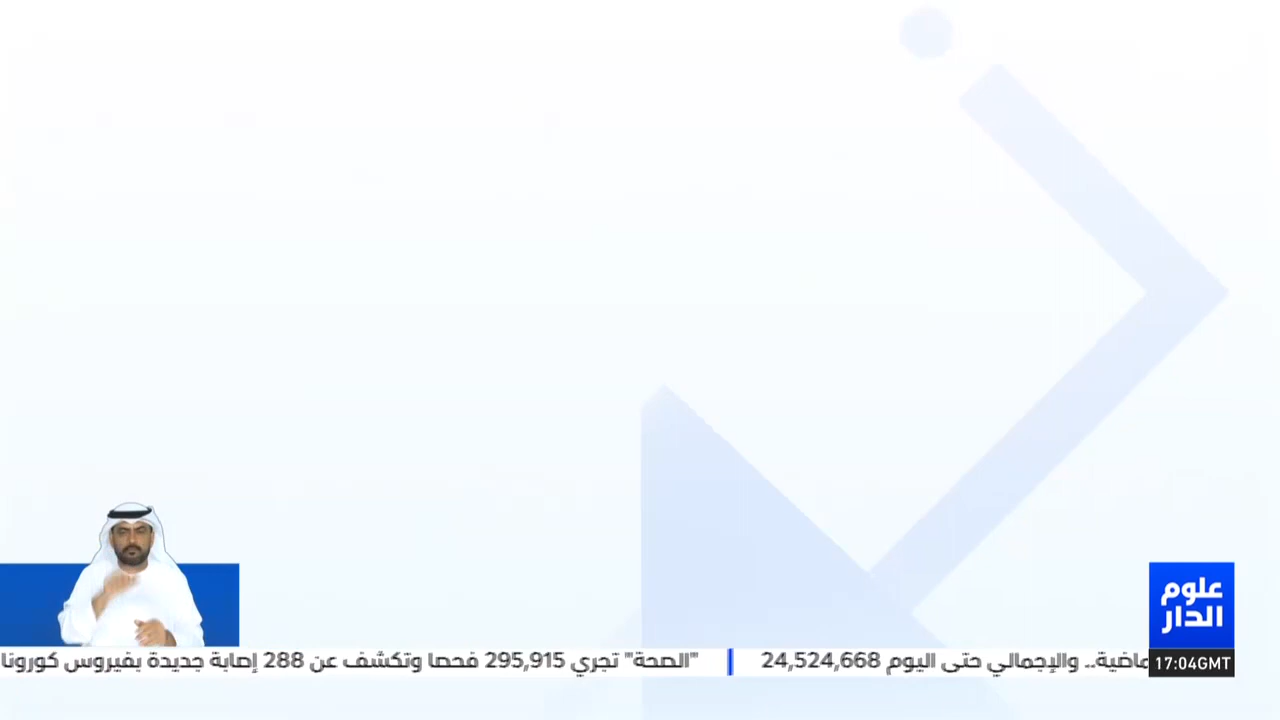 علوم
الدار
ماضية.. والإجمالي حتى اليوم 24,524,668 | "'الصحة'" تجري 295,915 فحصا وتكشف عن 288 إصابة جديدة بفيروس كورونا
17:04GMT